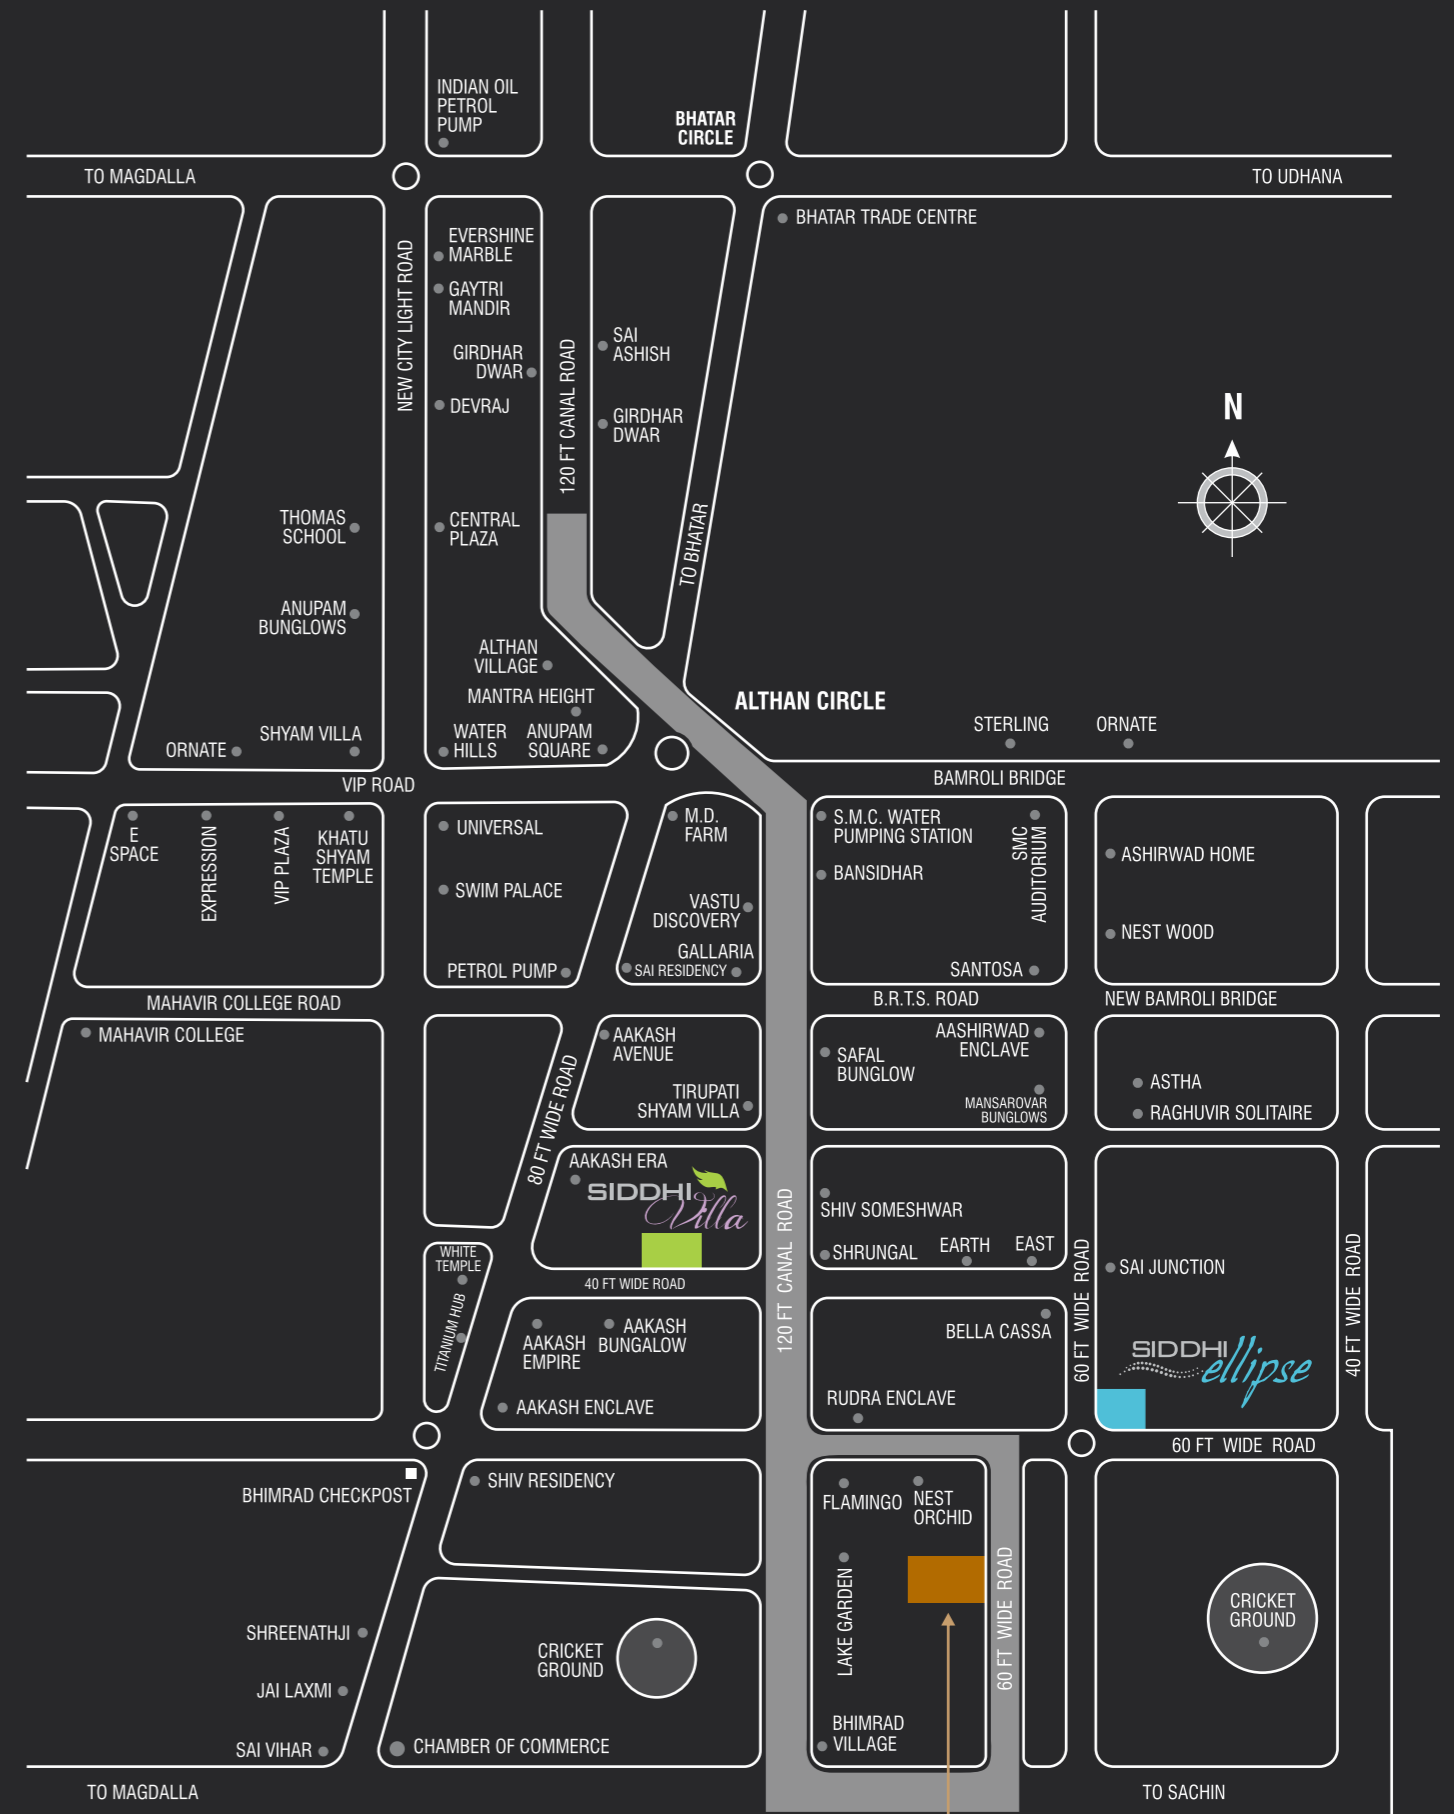 INDIAN OIL
PETROL
PUMP
BHATAR
CIRCLE
TO MAGDALLA
TO UDHANA
BHATAR TRADE CENTRE
EVERSHINE
MARBLE
NEW CITY LIGHT ROAD
GAYTRI
MANDIR
SAI
ASHISH
GIRDHAR
DWAR
120 FT CANAL ROAD
DEVRAJ
GIRDHAR
DWAR
N
THOMAS
SCHOOL
CENTRAL
PLAZA
TO BHATAR
ANUPAM
BUNGLOWS
ALTHAN
VILLAGE
MANTRA HEIGHT
ALTHAN CIRCLE
STERLING
ORNATE
ORNATE
SHYAM VILLA
WATER
HILLS
ANUPAM
SQUARE
VIP ROAD
BAMROLI BRIDGE
E
SPACE
EXPRESSION
VIP PLAZA
KHATU
SHYAM
TEMPLE
UNIVERSAL
SWIM PALACE
PETROL PUMP
M.D.
FARM
VASTU
DISCOVERY
GALLARIA
SAI RESIDENCY
S.M.C. WATER
PUMPING STATION
BANSIDHAR
SMC
AUDITORIUM
SANTOSA
ASHIRWAD HOME
NEST WOOD
MAHAVIR COLLEGE ROAD
B.R.T.S. ROAD
NEW BAMROLI BRIDGE
MAHAVIR COLLEGE
80 FT WIDE ROAD
AAKASH
AVENUE
TIRUPATI
SHYAM VILLA
SAFAL
BUNGLOW
AASHIRWAD
ENCLAVE
MANSAROVAR
BUNGLOWS
ASTHA
RAGHUVIR SOLITAIRE
AAKASH ERA
SIDDHI
Villa
40 FT WIDE ROAD
120 FT CANAL ROAD
SHIV SOMESHWAR
SHRUNGAL
EARTH
EAST
60 FT WIDE ROAD
SAI JUNCTION
40 FT WIDE ROAD
WHITE
TEMPLE
TITANIUM HUB
AAKASH
EMPIRE
AAKASH
BUNGALOW
AAKASH ENCLAVE
BELLA CASSA
RUDRA ENCLAVE
SIDDHI
ellipse
60 FT WIDE ROAD
BHIMRAD CHECKPOST
SHIV RESIDENCY
FLAMINGO
NEST
ORCHID
LAKE GARDEN
60 FT WIDE ROAD
CRICKET
GROUND
SHREENATHJI
JAI LAXMI
SAI VIHAR
CRICKET
GROUND
CHAMBER OF COMMERCE
BHIMRAD
VILLAGE
TO MAGDALLA
TO SACHIN